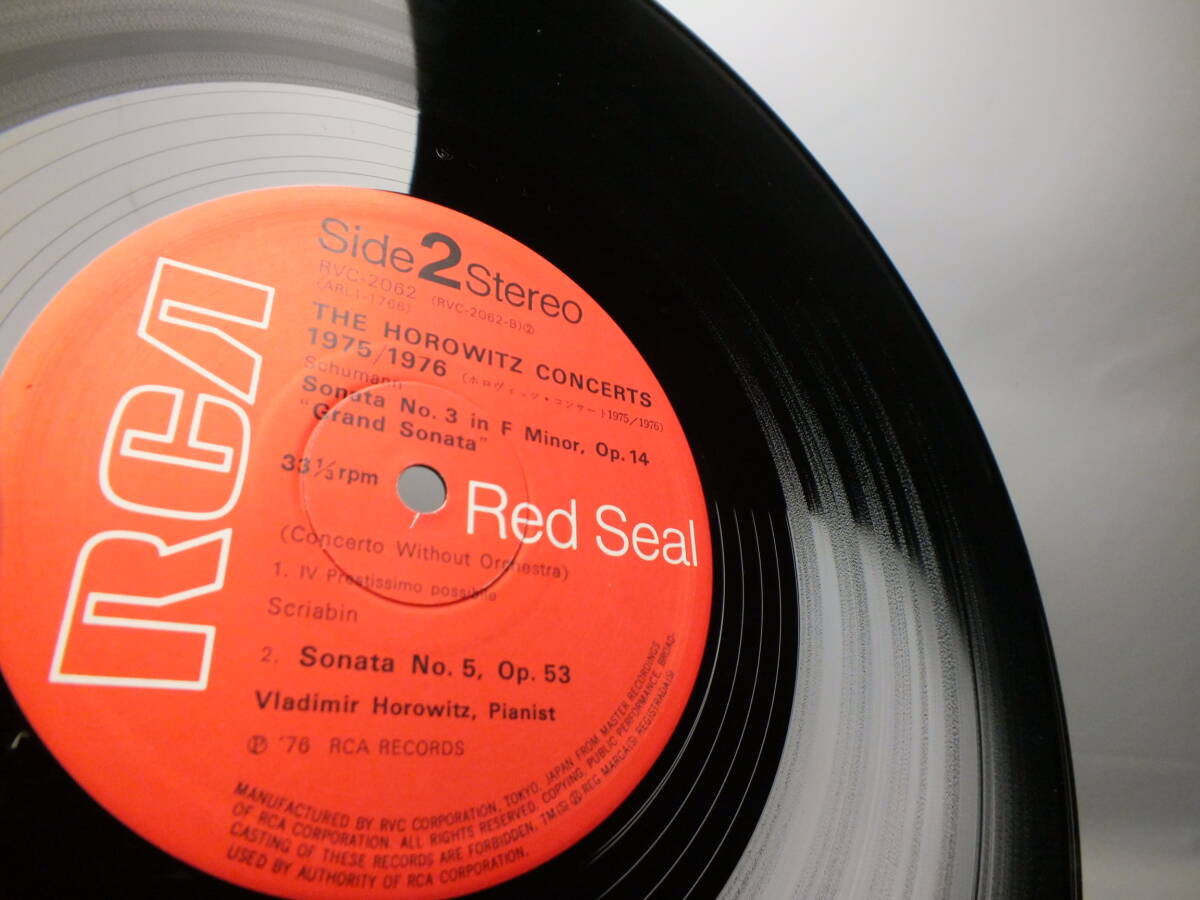 RCA
Side 2 Stereo
RVC-2062 (RVC-2062-B)②
(ARL1-1766)
THE HOROWITZ CONCERTS
1975/1976 (ホロヴィッツ・コンサート1975/1976)
Schumann
Sonata No. 3 in F Minor, Op. 14
"Grand Sonata"
33 1/3 rpm
Red Seal
(Concerto Without Orchestra)
1. IV Prestissimo possibile
Scriabin
2. Sonata No. 5, Op. 53
Vladimir Horowitz, Pianist
Ⓟ '76 RCA RECORDS
MANUFACTURED BY RVC CORPORATION, TOKYO, JAPAN FROM MASTER RECORDINGS
OF RCA CORPORATION. ALL RIGHTS RESERVED. COPYING, PUBLIC PERFORMANCE, BROAD-
CASTING OF THESE RECORDS ARE FORBIDDEN. TM(S) ® REG. MARCA(S) REGISTRADA(S)
USED BY AUTHORITY OF RCA CORPORATION.